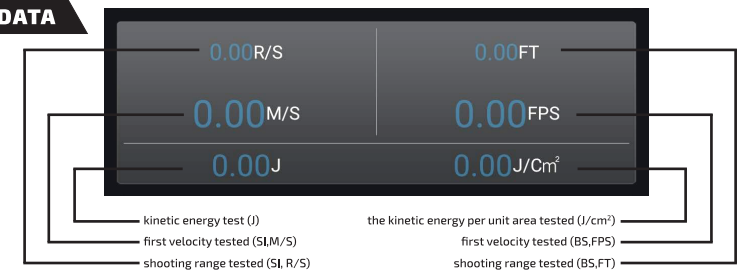 DATA
0.00R/S 0.00FT
0.00M/S 0.00FPS
0.00J 0.00J/Cm²
kinetic energy test (J) the kinetic energy per unit area tested (J/cm²)
first velocity tested (SI,M/S) first velocity tested (BS,FPS)
shooting range tested (SI, R/S) shooting range tested (BS,FT)